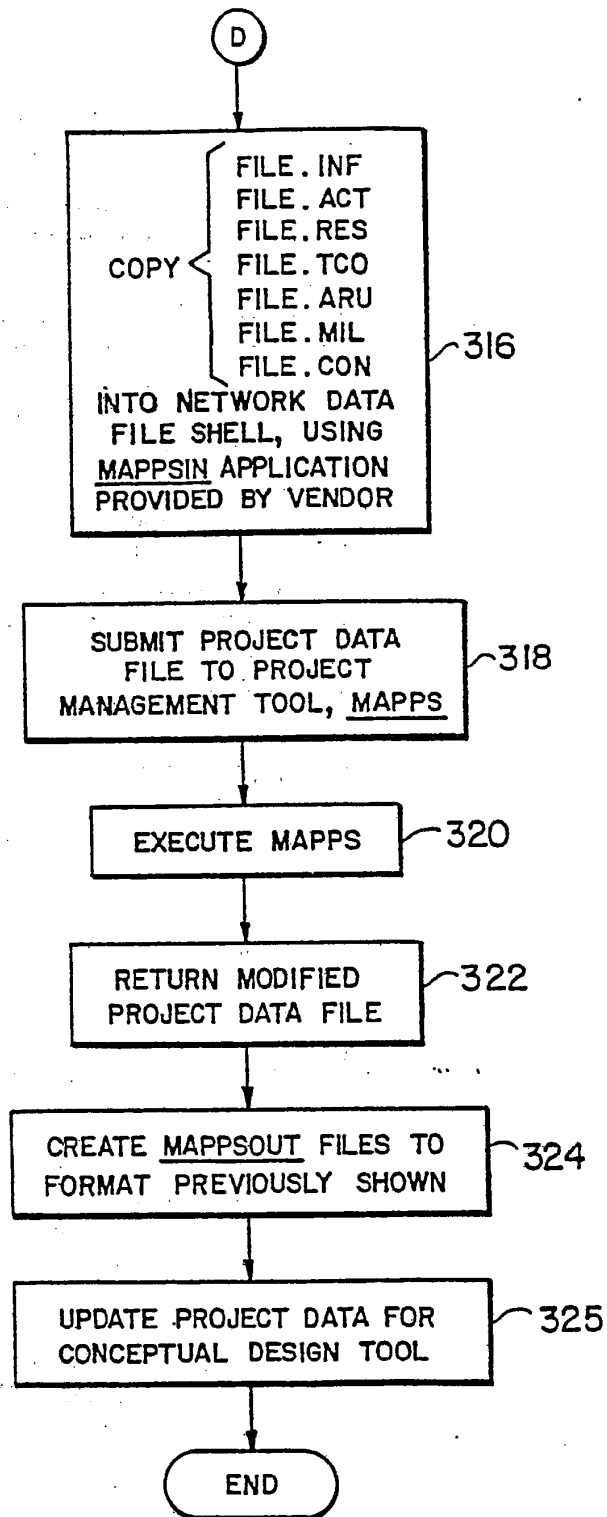 D
FILE.INF
FILE.ACT
FILE.RES
COPY FILE.TCO
FILE.ARU
FILE.MIL
FILE.CON
INTO NETWORK DATA
FILE SHELL, USING
MAPPSIN APPLICATION
PROVIDED BY VENDOR
316
SUBMIT PROJECT DATA
FILE TO PROJECT
MANAGEMENT TOOL, MAPPS
318
EXECUTE MAPPS
320
RETURN MODIFIED
PROJECT DATA FILE
322
CREATE MAPPSOUT FILES TO
FORMAT PREVIOUSLY SHOWN
324
UPDATE PROJECT DATA FOR
CONCEPTUAL DESIGN TOOL
325
END